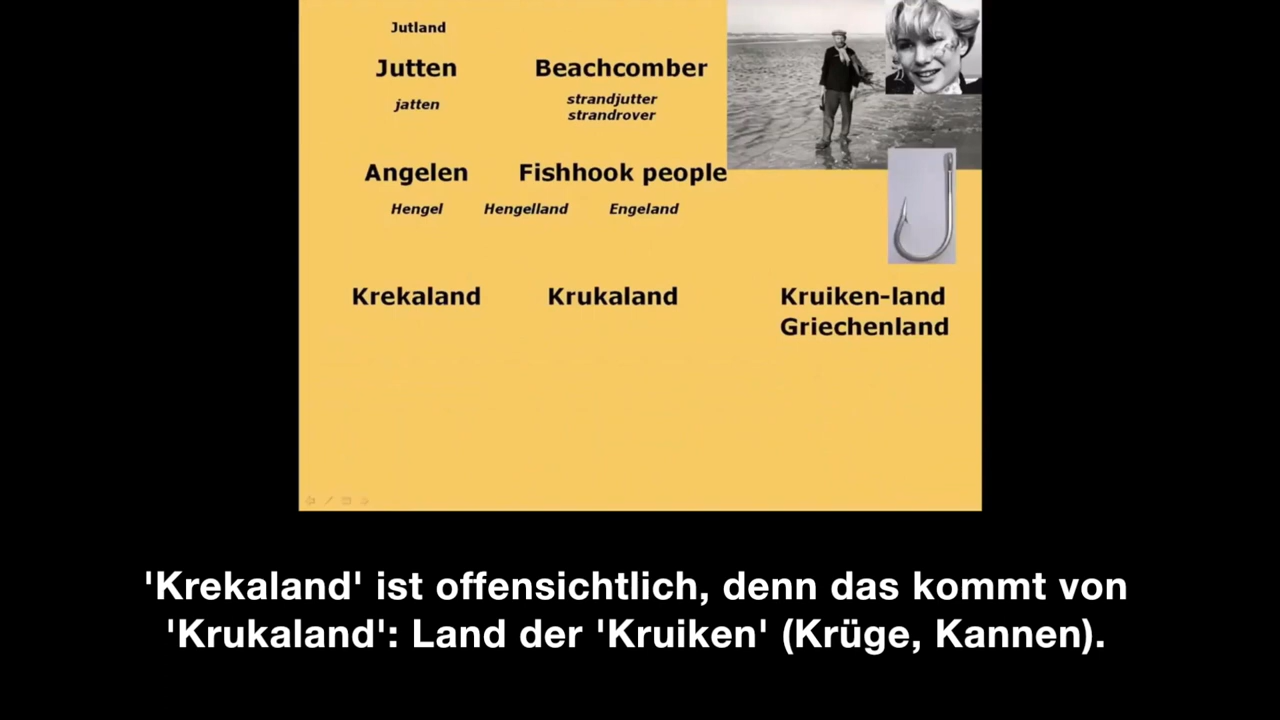 Jutland
Jutten Beachcomber
jatten strandjutter
strandrover
Angelen Fishhook people
Hengel Hengelland Engeland
Krekaland Krukaland Kruiken-land
Griechenland
'Krekaland' ist offensichtlich, denn das kommt von
'Krukaland': Land der 'Kruiken' (Krüge, Kannen).